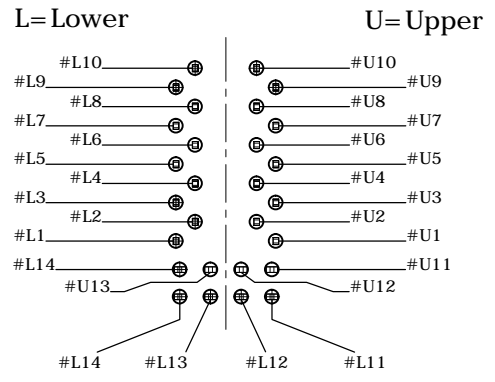 L=Lower U=Upper
#L10 #U10
#L9 #U9
#L8 #U8
#L7 #U7
#L6 #U6
#L5 #U5
#L4 #U4
#L3 #U3
#L2 #U2
#L1 #U1
#L14 #U11
#U13 #U12
#L14 #L13 #L12 #L11